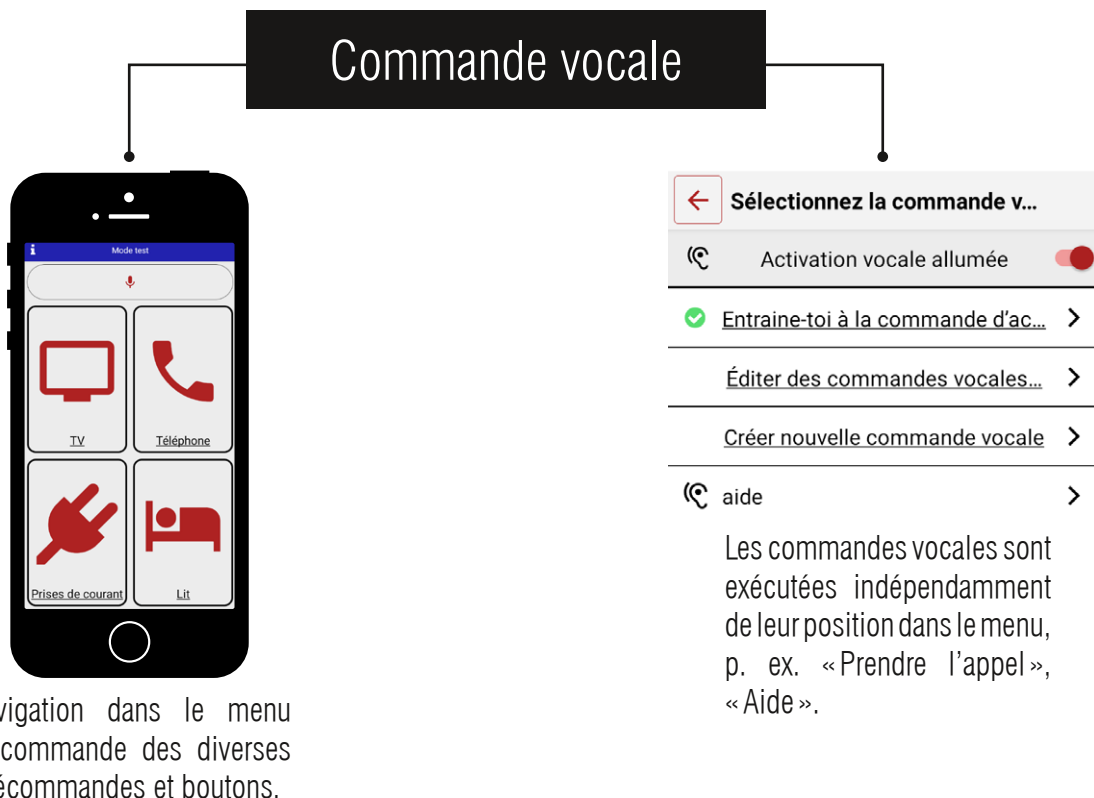 Commande vocale
i Mode test
TV Téléphone
Prises de courant Lit
vigation dans le menu
commande des diverses
écommandes et boutons.
Sélectionnez la commande v...
Activation vocale allumée
Entraine-toi à la commande d'ac...
Éditer des commandes vocales...
Créer nouvelle commande vocale
aide
Les commandes vocales sont
exécutées indépendamment
de leur position dans le menu,
p. ex. « Prendre l'appel »,
« Aide ».